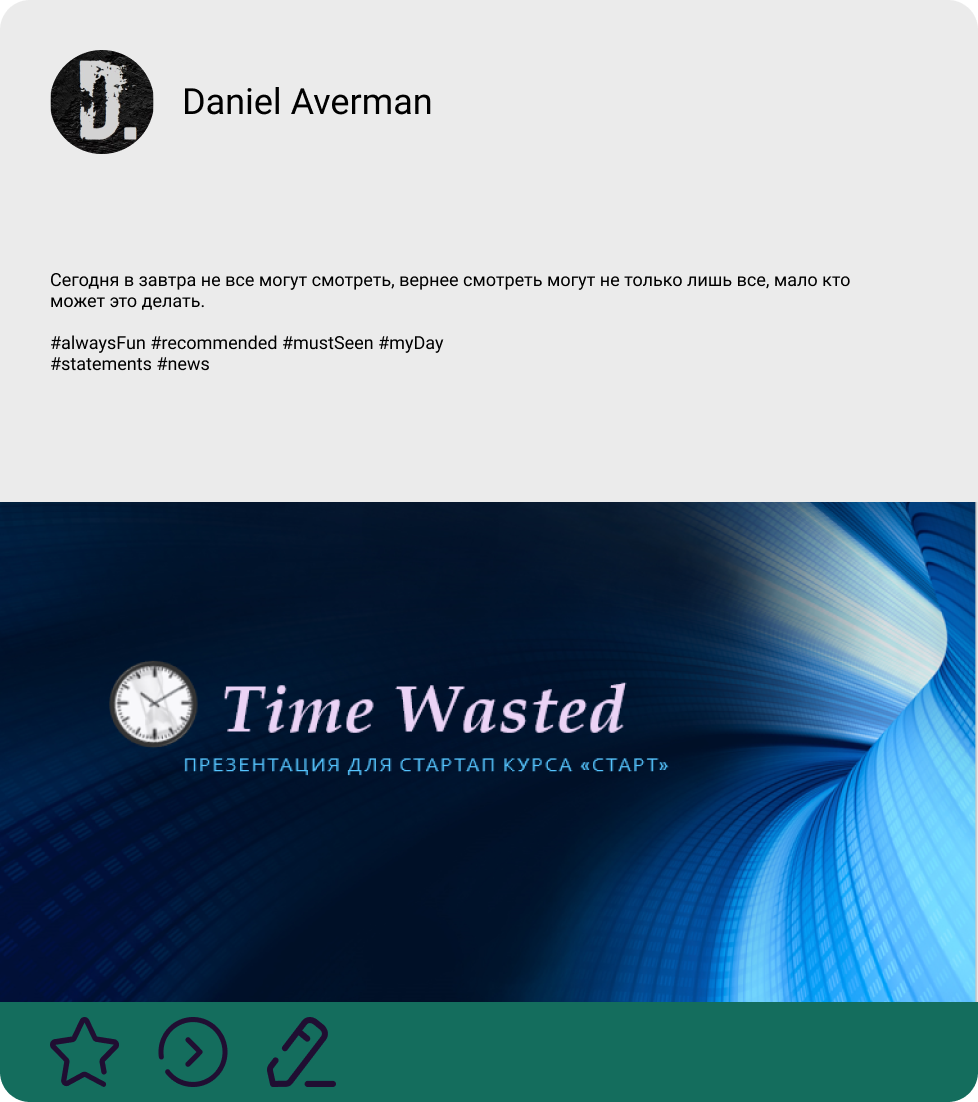 D.
Daniel Averman
Сегодня в завтра не все могут смотреть, вернее смотреть могут не только лишь все, мало кто
может это делать.
#alwaysFun #recommended #mustSeen #myDay
#statements #news
Time Wasted
ПРЕЗЕНТАЦИЯ ДЛЯ СТАРТАП КУРСА «СТАРТ»